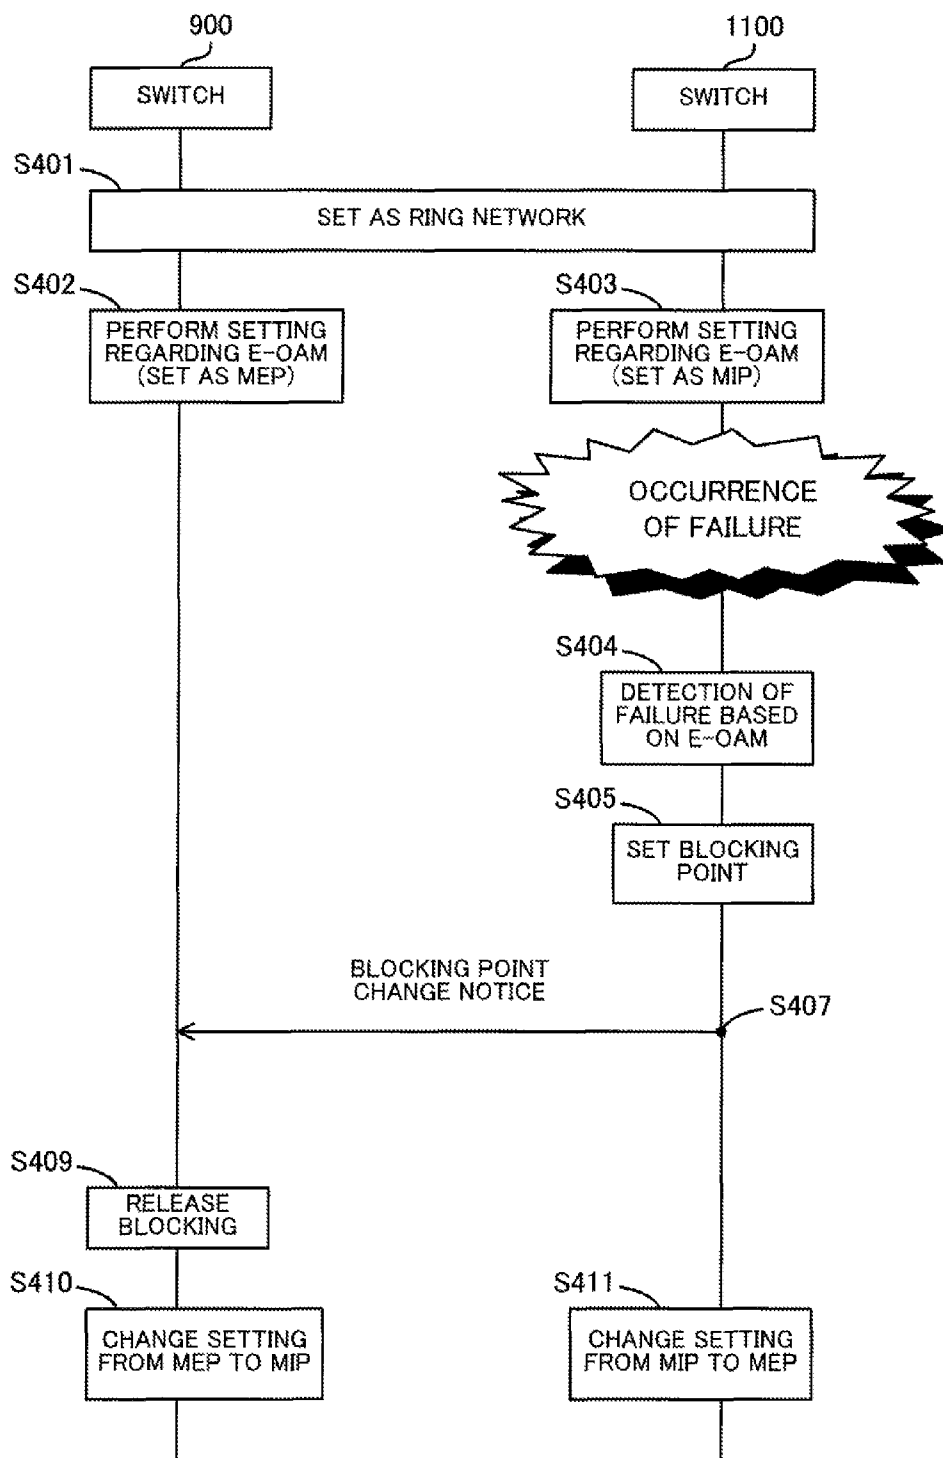 900
1100
SWITCH
SWITCH
S401
SET AS RING NETWORK
S402
S403
PERFORM SETTING
REGARDING E-OAM
(SET AS MEP)
PERFORM SETTING
REGARDING E-OAM
(SET AS MIP)
OCCURRENCE
OF FAILURE
S404
DETECTION OF
FAILURE BASED
ON E-OAM
S405
SET BLOCKING
POINT
BLOCKING POINT
CHANGE NOTICE
S407
S409
RELEASE
BLOCKING
S410
S411
CHANGE SETTING
FROM MEP TO MIP
CHANGE SETTING
FROM MIP TO MEP